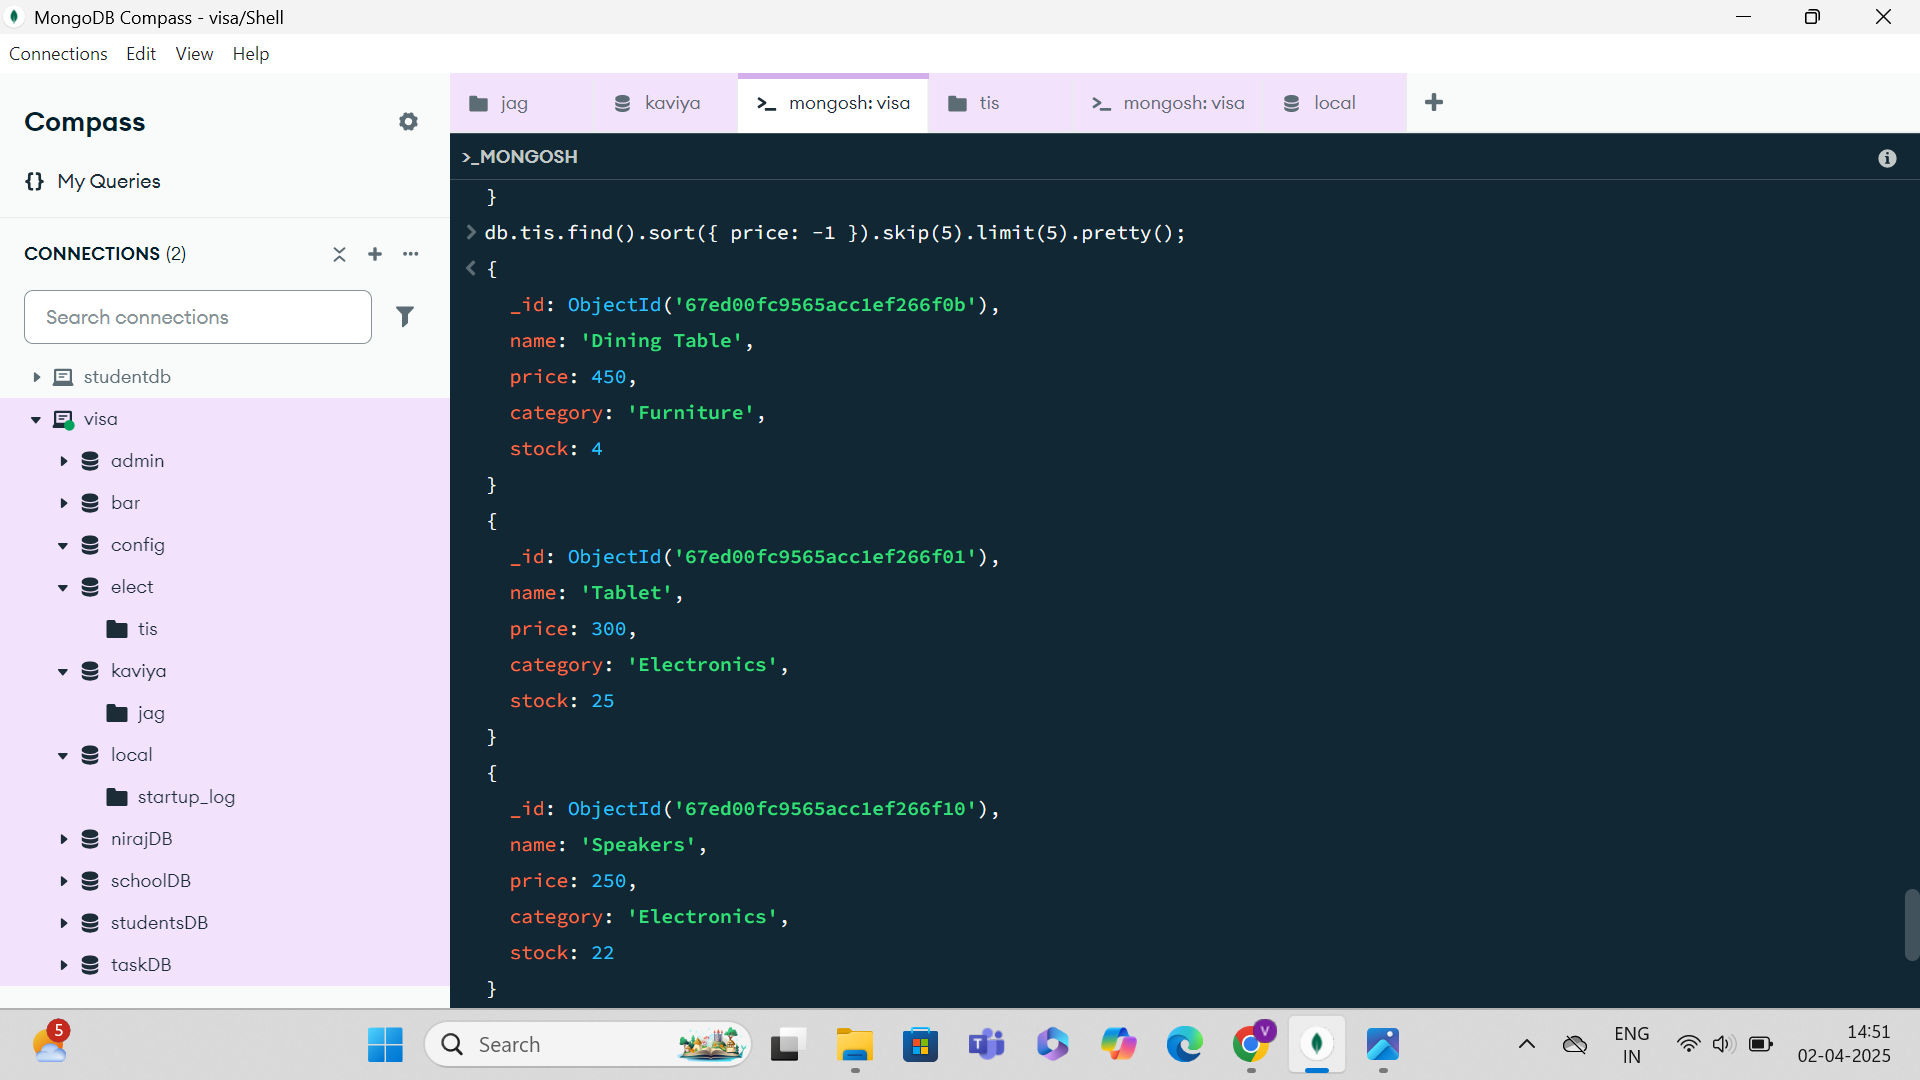 MongoDB Compass - visa/Shell
Connections Edit View Help
Compass
My Queries
CONNECTIONS (2)
Search connections
studentdb
visa
admin
bar
config
elect
tis
kaviya
jag
local
startup_log
nirajDB
schoolDB
studentsDB
taskDB
jag
kaviya
mongosh: visa
tis
mongosh: visa
local
>_MONGOSH
}
db.tis.find().sort({ price: -1 }).skip(5).limit(5).pretty();
{
_id: ObjectId('67ed00fc9565acc1ef266f0b'),
name: 'Dining Table',
price: 450,
category: 'Furniture',
stock: 4
}
{
_id: ObjectId('67ed00fc9565acc1ef266f01'),
name: 'Tablet',
price: 300,
category: 'Electronics',
stock: 25
}
{
_id: ObjectId('67ed00fc9565acc1ef266f10'),
name: 'Speakers',
price: 250,
category: 'Electronics',
stock: 22
}
5
Search
V
ENG
IN
14:51
02-04-2025